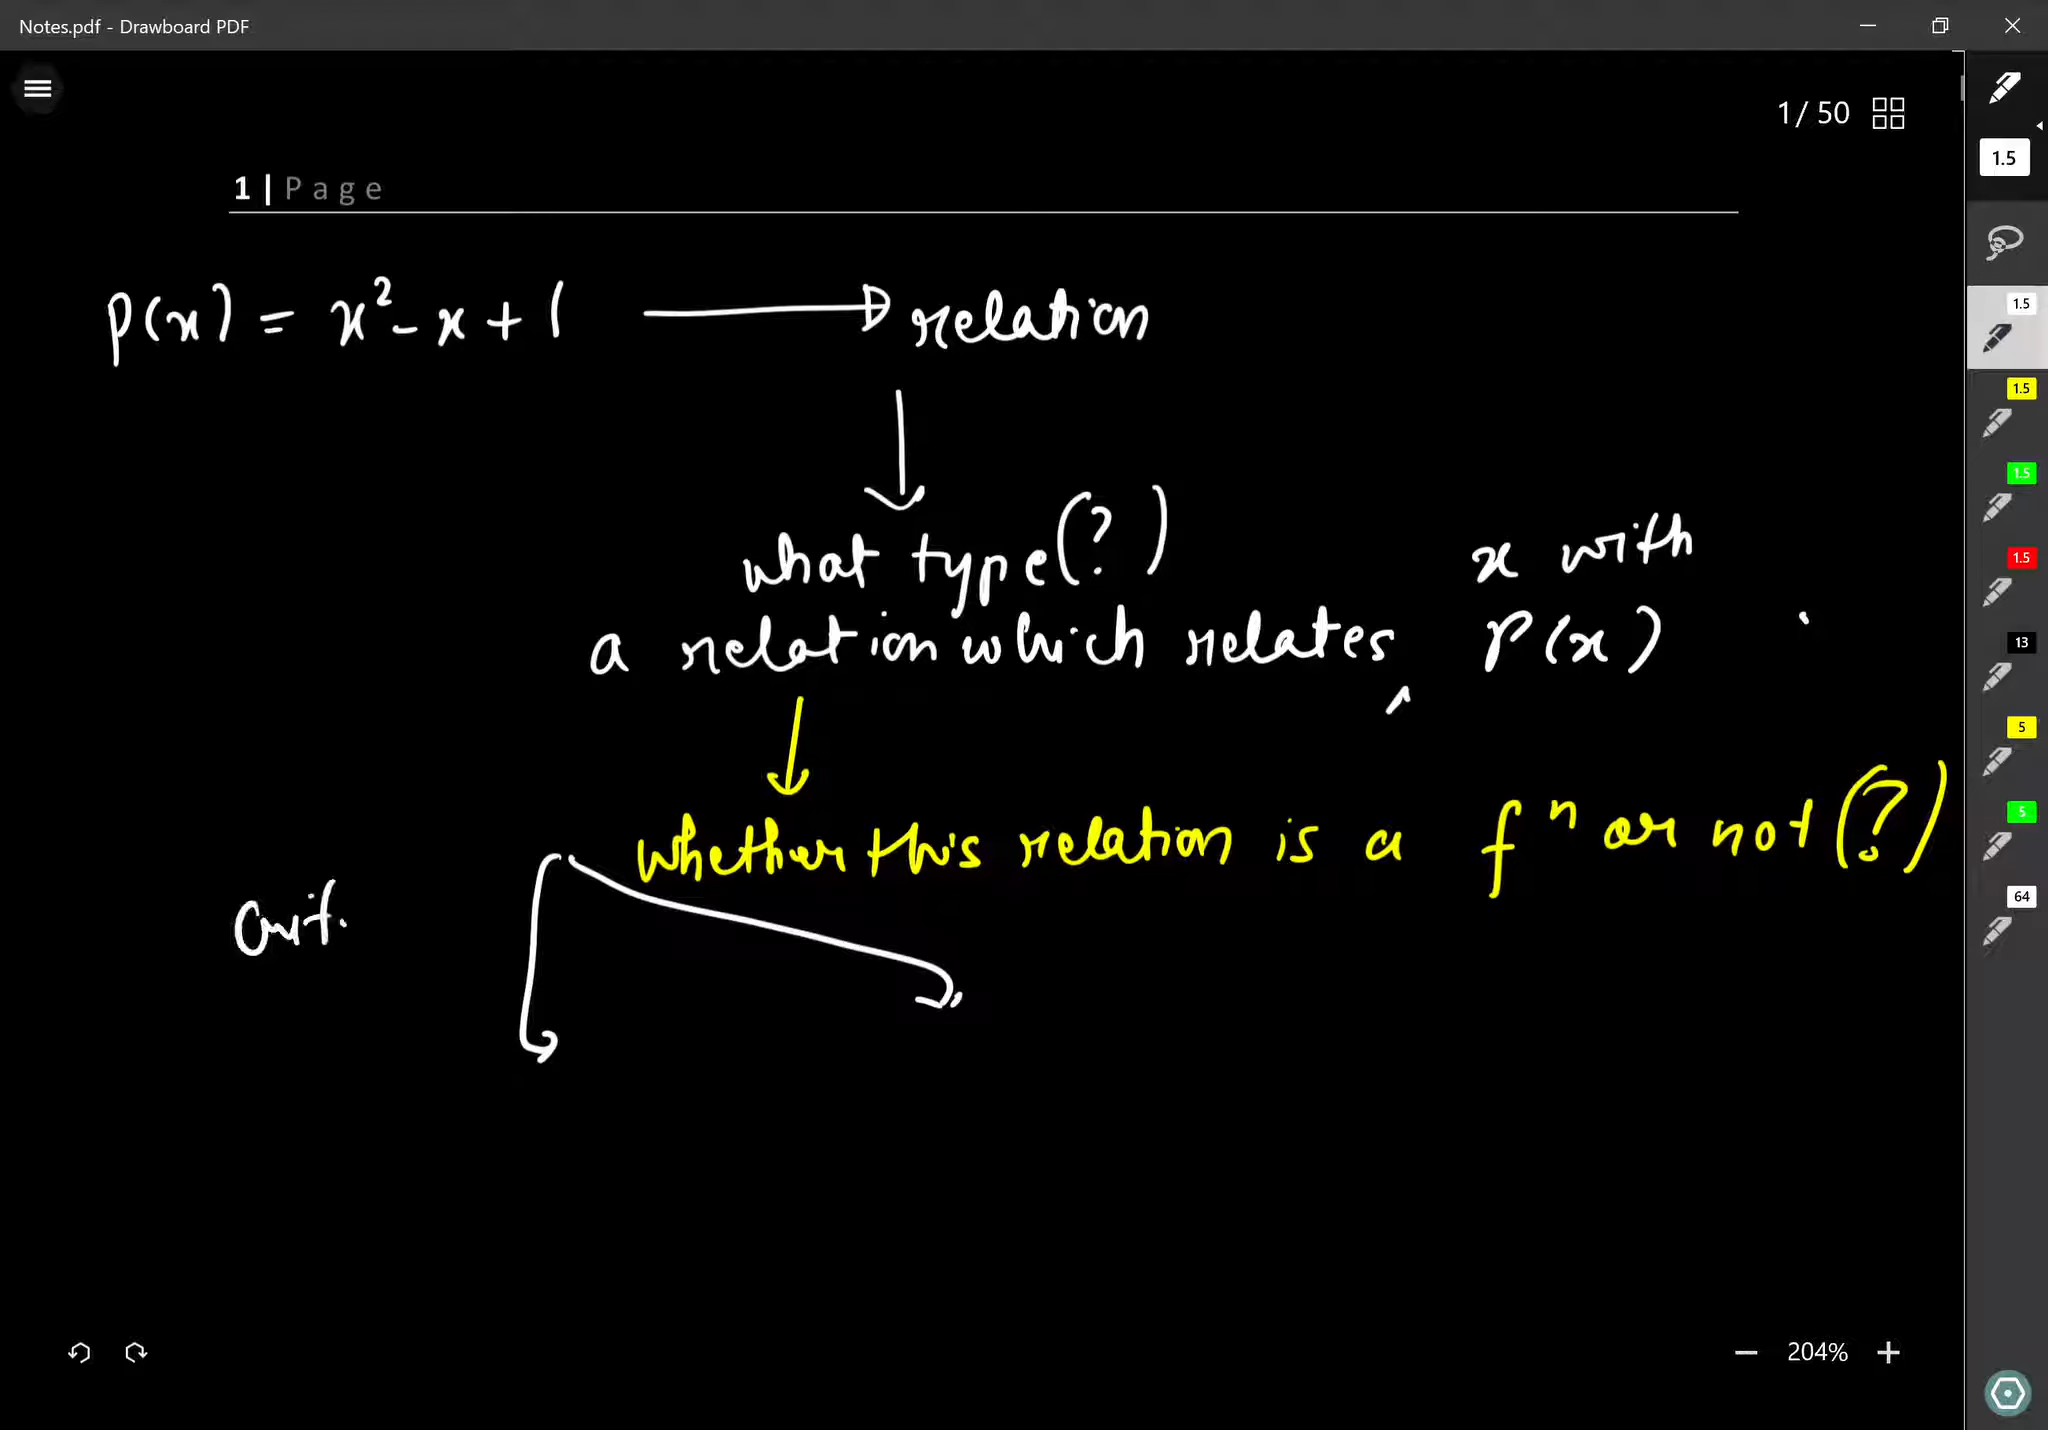 Notes.pdf - Drawboard PDF
1 / 50
1 | Page
1.5
P(x) = x² - x + 1 → relation
1.5
1.5
what type (?)
x with
1.5
1.5
a relation which relates P(x)
13
5
whether this relation is a fⁿ or not (?)
5
64
204%